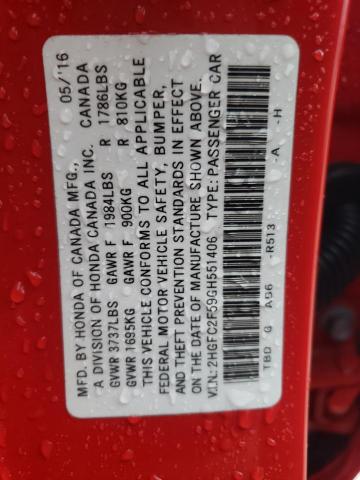 MFD. BY HONDA OF CANADA MFG., 05/'16
A DIVISION OF HONDA CANADA INC. CANADA
GVWR 3737LBS GAWR F 1984LBS R 1786LBS
GVWR 1695KG GAWR F 900KG R 810KG
THIS VEHICLE CONFORMS TO ALL APPLICABLE
FEDERAL MOTOR VEHICLE SAFETY, BUMPER,
AND THEFT PREVENTION STANDARDS IN EFFECT
ON THE DATE OF MANUFACTURE SHOWN ABOVE.
V.I.N.: 2HGFC2F59GH551406 TYPE: PASSENGER CAR
TBD G A06 -R513 -A -H